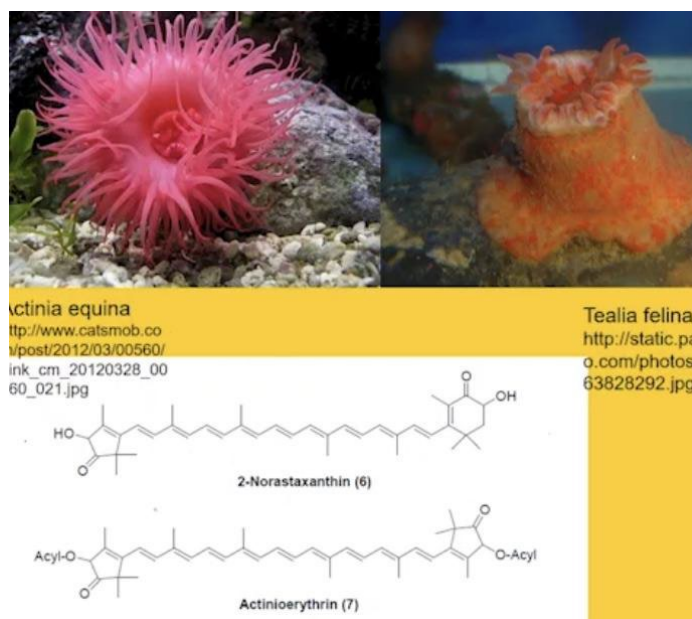 Actinia equina
http://www.catsmob.co
m/post/2012/03/00560/
ink_cm_20120328_00
60_021.jpg
Tealia felina
http://static.pa
o.com/photos
63828292.jpg
O
OH
HO
O
2-Norastaxanthin (6)
O
Acyl-O
O-Acyl
O
Actinioerythrin (7)